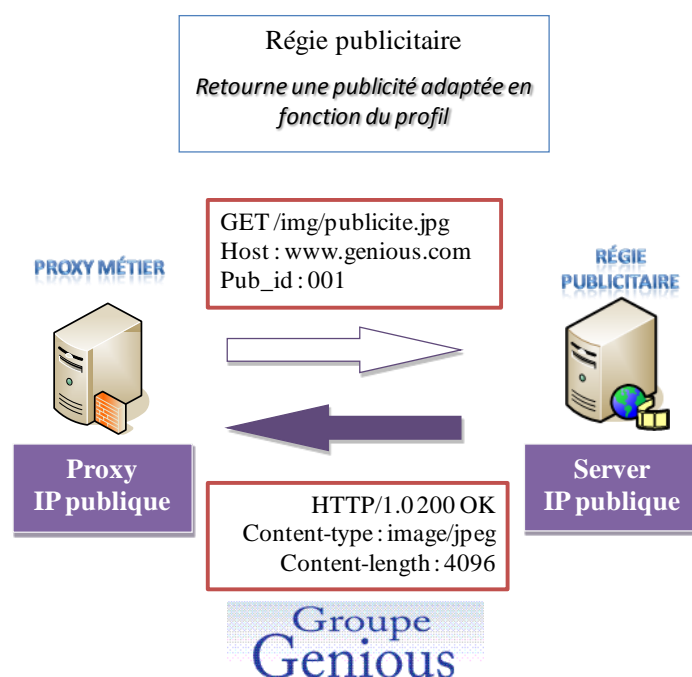 Régie publicitaire
Retourne une publicité adaptée en
fonction du profil
GET /img/publicite.jpg
Host : www.genious.com
Pub_id : 001
PROXY MÉTIER
RÉGIE
PUBLICITAIRE
Proxy
IP publique
Server
IP publique
HTTP/1.0 200 OK
Content-type : image/jpeg
Content-length : 4096
Groupe
Genious